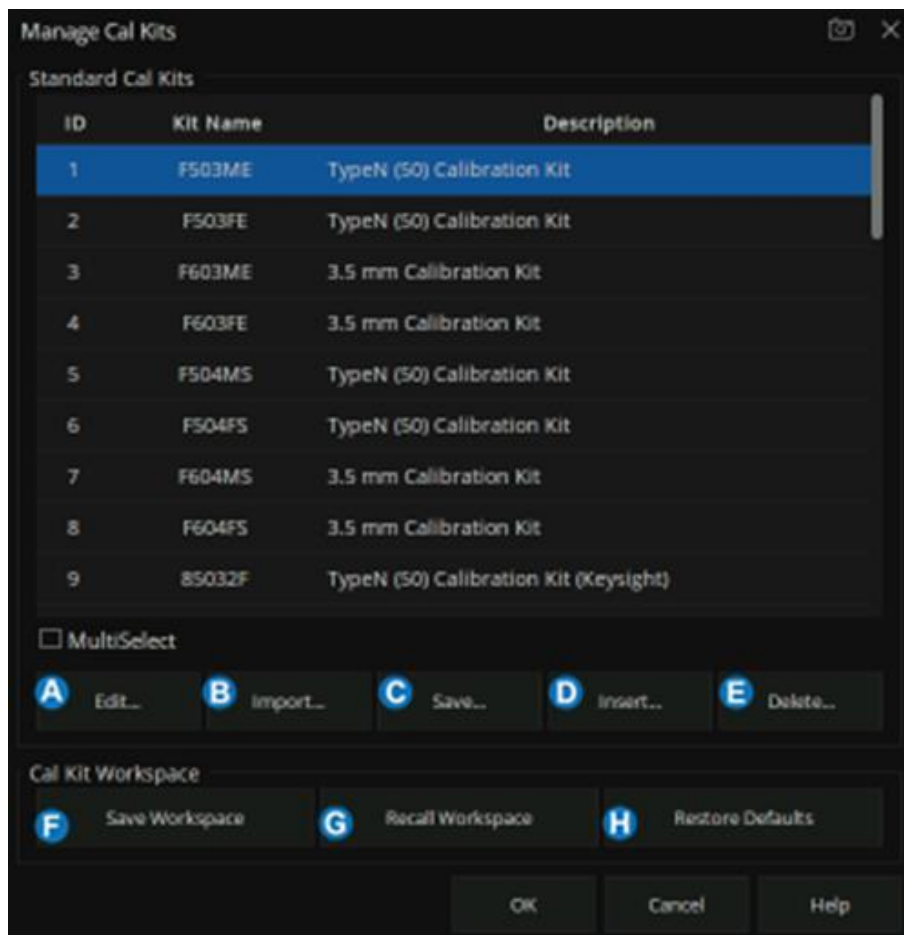 Manage Cal Kits
Standard Cal Kits
ID Kit Name Description
1 F503ME TypeN (50) Calibration Kit
2 F503FE TypeN (50) Calibration Kit
3 F603ME 3.5 mm Calibration Kit
4 F603FE 3.5 mm Calibration Kit
5 F504MS TypeN (50) Calibration Kit
6 F504FS TypeN (50) Calibration Kit
7 F604MS 3.5 mm Calibration Kit
8 F604FS 3.5 mm Calibration Kit
9 85032F TypeN (50) Calibration Kit (Keysight)
MultiSelect
A Edit... B Import... C Save... D Insert... E Delete...
Cal Kit Workspace
F Save Workspace G Recall Workspace H Restore Defaults
OK Cancel Help